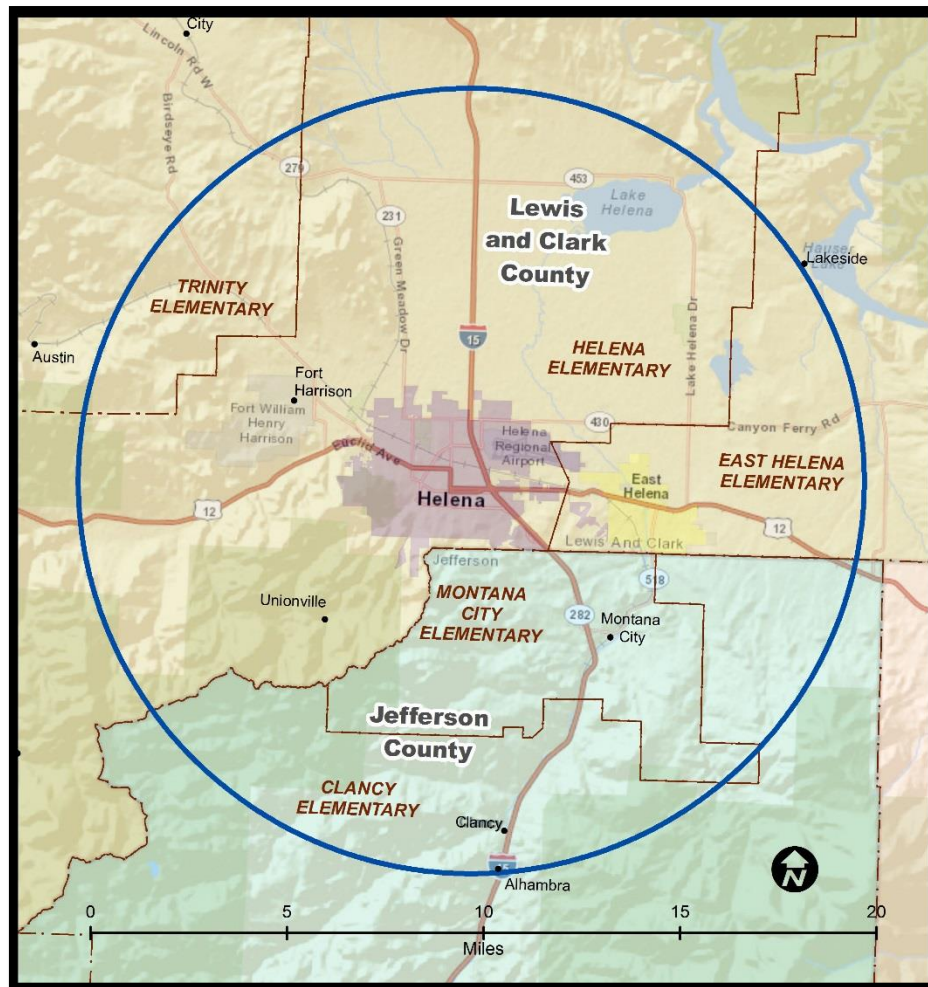 City
Lincoln Rd W
Birdseye Rd
279
453
Lake
Helena
231
Green Meadow Dr
Lewis
and Clark
County
Hauser
Lake
Lakeside
TRINITY
ELEMENTARY
15
Lake Helena Dr
Austin
HELENA
ELEMENTARY
Fort
Harrison
Fort William
Henry
Harrison
430
Canyon Ferry Rd
Euclid Ave
Helena
Regional
Airport
EAST HELENA
ELEMENTARY
East
Helena
Helena
12
12
Lewis And Clark
Jefferson
518
MONTANA
CITY
ELEMENTARY
Unionville
282
Montana
City
Jefferson
County
CLANCY
ELEMENTARY
Clancy
15
Alhambra
N
0 5 10 15 20
Miles